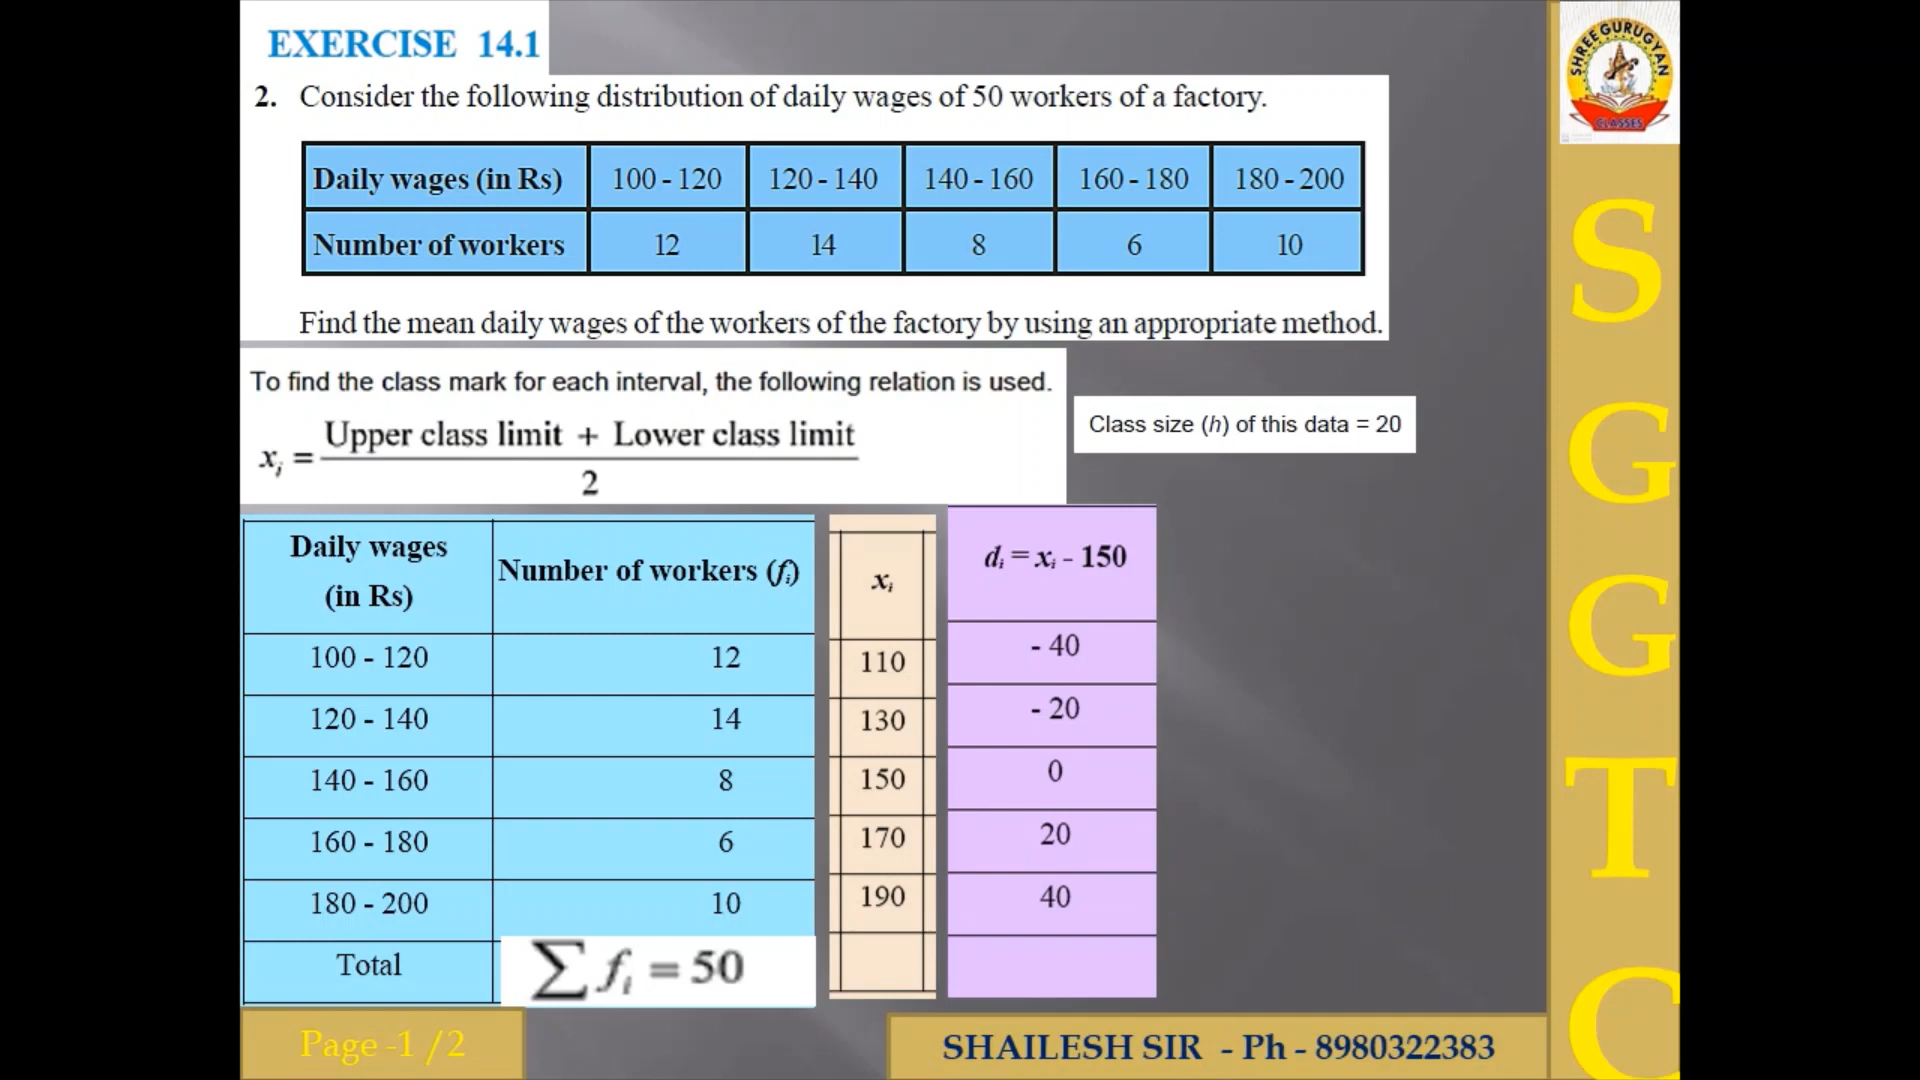 EXERCISE 14.1
2. Consider the following distribution of daily wages of 50 workers of a factory.
Daily wages (in Rs) 100 - 120 120 - 140 140 - 160 160 - 180 180 - 200
Number of workers 12 14 8 6 10
Find the mean daily wages of the workers of the factory by using an appropriate method.
To find the class mark for each interval, the following relation is used.
xᵢ = (Upper class limit + Lower class limit) / 2
Class size (h) of this data = 20
Daily wages
(in Rs)
Number of workers (fᵢ) xᵢ dᵢ = xᵢ - 150
100 - 120 12 110 - 40
120 - 140 14 130 - 20
140 - 160 8 150 0
160 - 180 6 170 20
180 - 200 10 190 40
Total ∑ fᵢ = 50
Page -1 /2
SHAILESH SIR - Ph - 8980322383
SHREE GURUGYAN
CLASSES
S
G
G
T
C